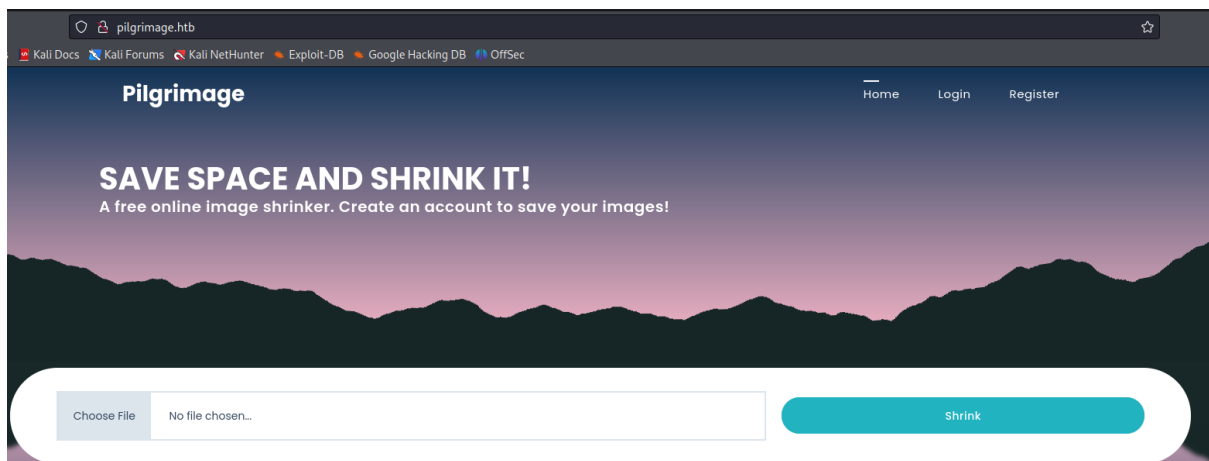 pilgrimage.htb
Kali Docs Kali Forums Kali NetHunter Exploit-DB Google Hacking DB OffSec
Pilgrimage Home Login Register
SAVE SPACE AND SHRINK IT!
A free online image shrinker. Create an account to save your images!
Choose File No file chosen... Shrink